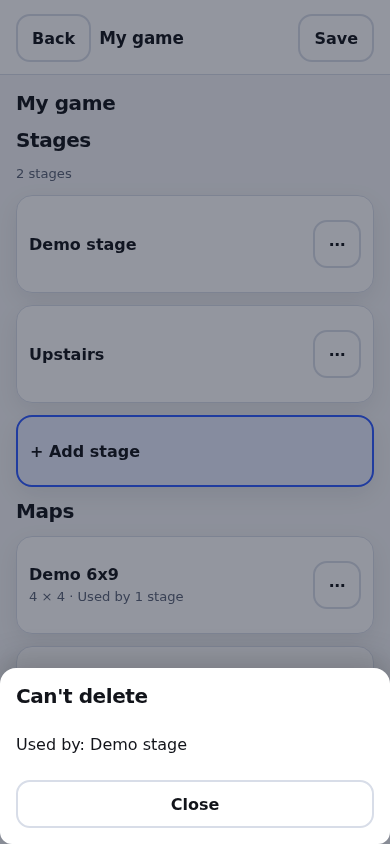 Back
My game
Save
My game
Stages
2 stages
Demo stage
...
Upstairs
...
+ Add stage
Maps
Demo 6x9
4 × 4 · Used by 1 stage
...
Can't delete
Used by: Demo stage
Close